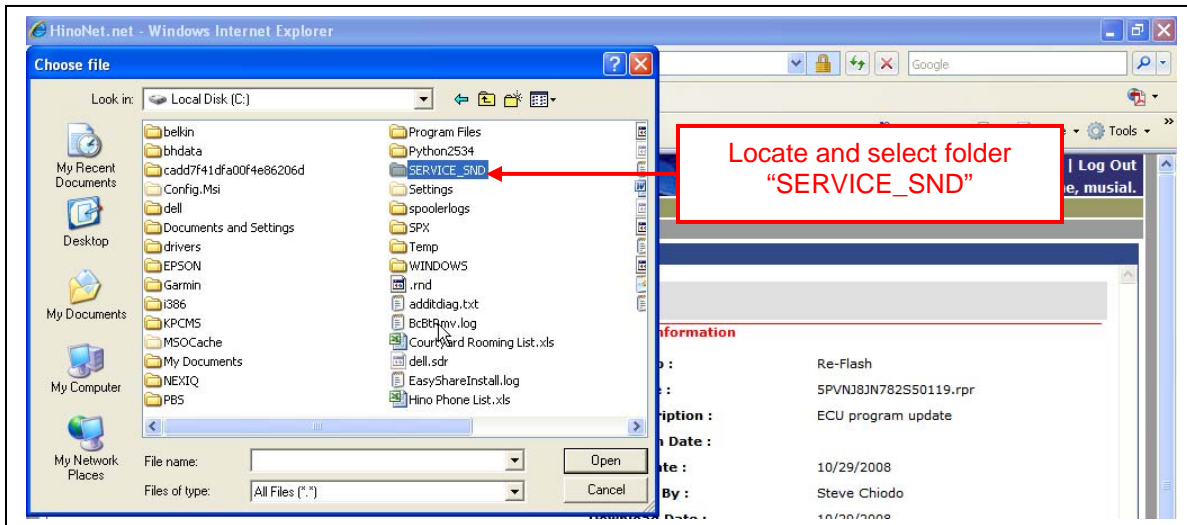 HinoNet.net - Windows Internet Explorer
Choose file
Look in:
Local Disk (C:)
Google
Tools
belkin
bhdata
cadd7f41dfa00f4e86206d
Config.Msi
dell
Documents and Settings
drivers
EPSON
Garmin
i386
KPCMS
MSOCache
My Documents
NEXIQ
PBS
Program Files
Python2534
SERVICE_SND
Settings
spoolerlogs
SPX
Temp
WINDOWS
.rnd
additdiag.txt
BcBtRmv.log
Courtyard Rooming List.xls
dell.sdr
EasyShareInstall.log
Hino Phone List.xls
My Recent
Documents
Desktop
My Documents
My Computer
My Network
Places
File name:
Open
Files of type:
All Files (*.*)
Cancel
Locate and select folder
“SERVICE_SND”
| Log Out
e, musial.
nformation
Re-Flash
5PVNJ8JN782S50119.rpr
iption :
ECU program update
n Date :
te :
10/29/2008
By :
Steve Chiodo
Download Date :
10/29/2008